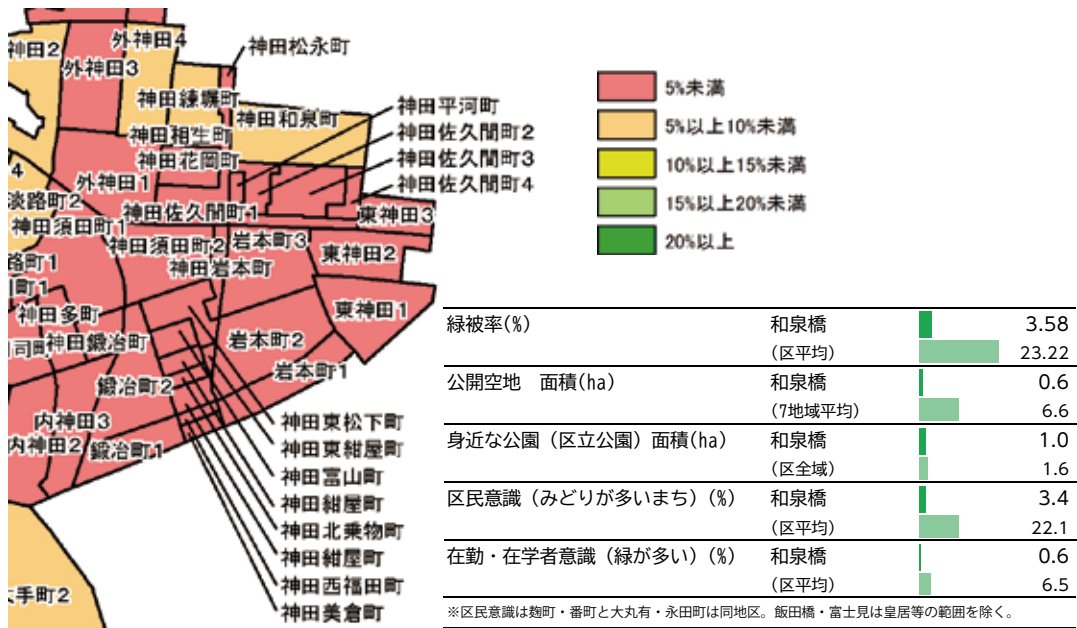 神田2
外神田4
神田松永町
外神田3
神田練塀町
神田和泉町
神田平河町
神田相生町
神田佐久間町2
神田花岡町
神田佐久間町3
4
外神田1
神田佐久間町4
淡路町2
神田佐久間町1
東神田3
神田須田町1
神田須田町2
岩本町3
東神田2
路町1
神田岩本町
町1
神田多町
東神田1
司町
神田鍛冶町
岩本町2
岩本町1
鍛冶町2
内神田3
内神田2
鍛冶町1
神田東松下町
神田東紺屋町
神田富山町
神田紺屋町
神田北乗物町
神田紺屋町
神田西福田町
神田美倉町
手町2
5%未満
5%以上10%未満
10%以上15%未満
15%以上20%未満
20%以上
緑被率(%) 和泉橋 3.58
(区平均) 23.22
公開空地 面積(ha) 和泉橋 0.6
(7地域平均) 6.6
身近な公園（区立公園）面積(ha) 和泉橋 1.0
(区全域) 1.6
区民意識（みどりが多いまち）(%) 和泉橋 3.4
(区平均) 22.1
在勤・在学者意識（緑が多い）(%) 和泉橋 0.6
(区平均) 6.5
※区民意識は麹町・番町と大丸有・永田町は同地区。飯田橋・富士見は皇居等の範囲を除く。